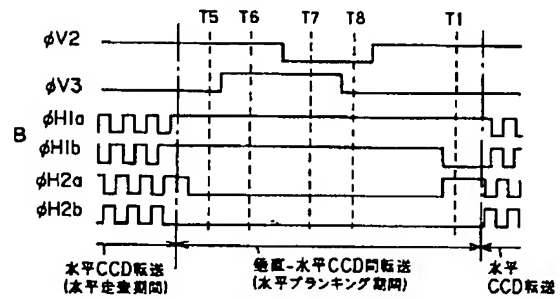 T5 T6 T7 T8 T1
φV2
φV3
B
φH1a
φH1b
φH2a
φH2b
水平CCD転送
(水平走査期間)
垂直-水平CCD間転送
(水平ブランキング期間)
水平
CCD転送